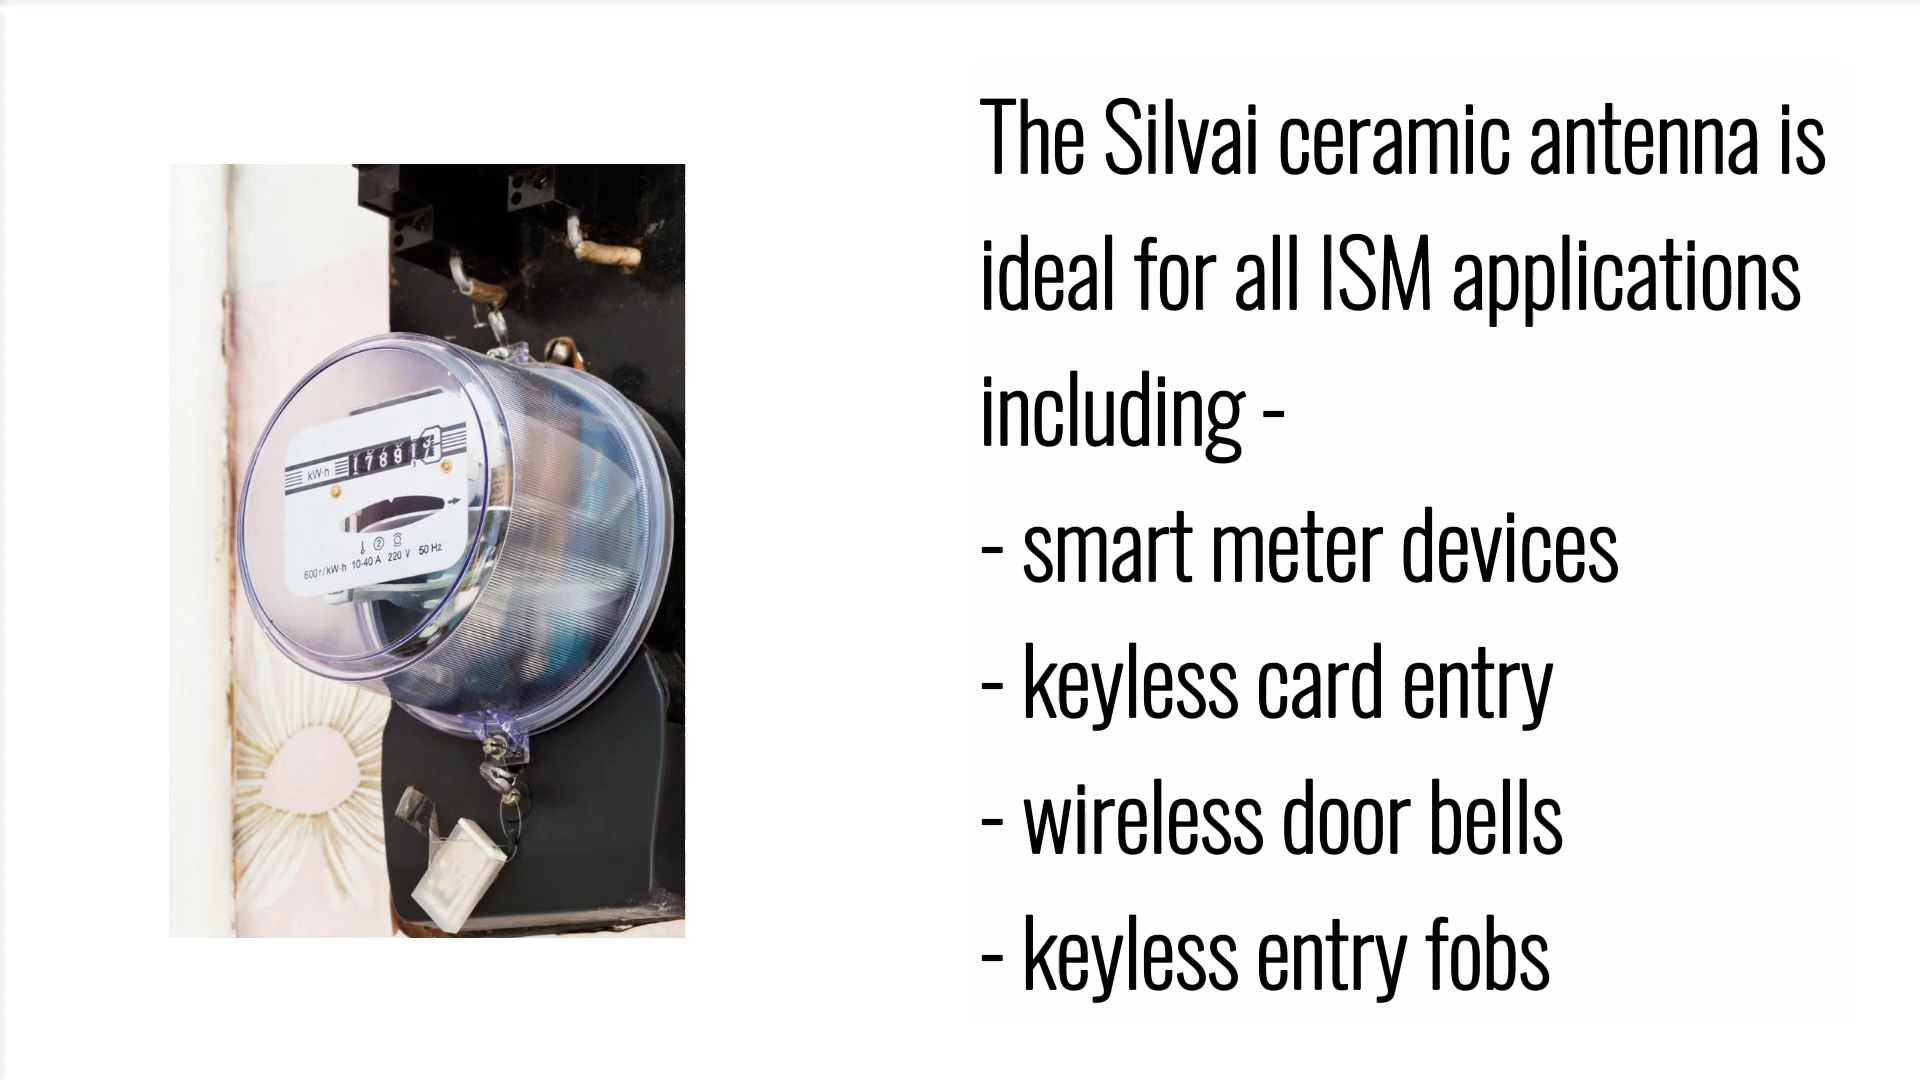 The Silvai ceramic antenna is
ideal for all ISM applications
including -
- smart meter devices
- keyless card entry
- wireless door bells
- keyless entry fobs
kW·h
600 r/kW·h 10-40 A 220 V 50 Hz